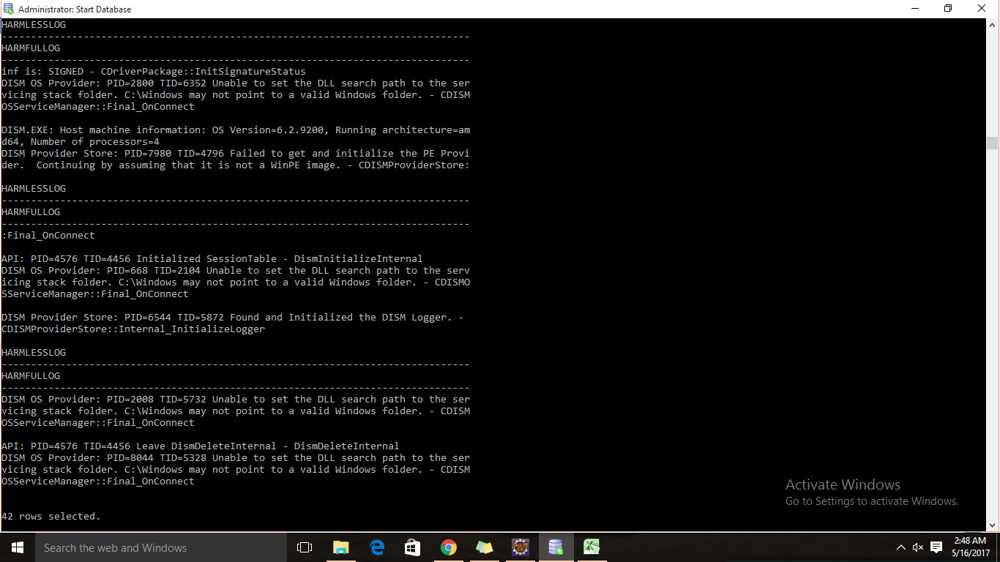 Administrator: Start Database
HARMLESSLOG
--------------------------------------------------------------------------------
HARMFULLOG
--------------------------------------------------------------------------------
inf is: SIGNED - CDriverPackage::InitSignatureStatus
DISM OS Provider: PID=2800 TID=6352 Unable to set the DLL search path to the ser
vicing stack folder. C:\Windows may not point to a valid Windows folder. - CDISM
OSServiceManager::Final_OnConnect
DISM.EXE: Host machine information: OS Version=6.2.9200, Running architecture=am
d64, Number of processors=4
DISM Provider Store: PID=7980 TID=4796 Failed to get and initialize the PE Provi
der.  Continuing by assuming that it is not a WinPE image. - CDISMProviderStore:
HARMLESSLOG
--------------------------------------------------------------------------------
HARMFULLOG
--------------------------------------------------------------------------------
:Final_OnConnect
API: PID=4576 TID=4456 Initialized SessionTable - DismInitializeInternal
DISM OS Provider: PID=668 TID=2104 Unable to set the DLL search path to the serv
icing stack folder. C:\Windows may not point to a valid Windows folder. - CDISMO
SServiceManager::Final_OnConnect
DISM Provider Store: PID=6544 TID=5872 Found and Initialized the DISM Logger. -
CDISMProviderStore::Internal_InitializeLogger
HARMLESSLOG
--------------------------------------------------------------------------------
HARMFULLOG
--------------------------------------------------------------------------------
DISM OS Provider: PID=2008 TID=5732 Unable to set the DLL search path to the ser
vicing stack folder. C:\Windows may not point to a valid Windows folder. - CDISM
OSServiceManager::Final_OnConnect
API: PID=4576 TID=4456 Leave DismDeleteInternal - DismDeleteInternal
DISM OS Provider: PID=8044 TID=5328 Unable to set the DLL search path to the ser
vicing stack folder. C:\Windows may not point to a valid Windows folder. - CDISM
OSServiceManager::Final_OnConnect
42 rows selected.
Activate Windows
Go to Settings to activate Windows.
Search the web and Windows
JAVA EE
IDE
2:48 AM
5/16/2017